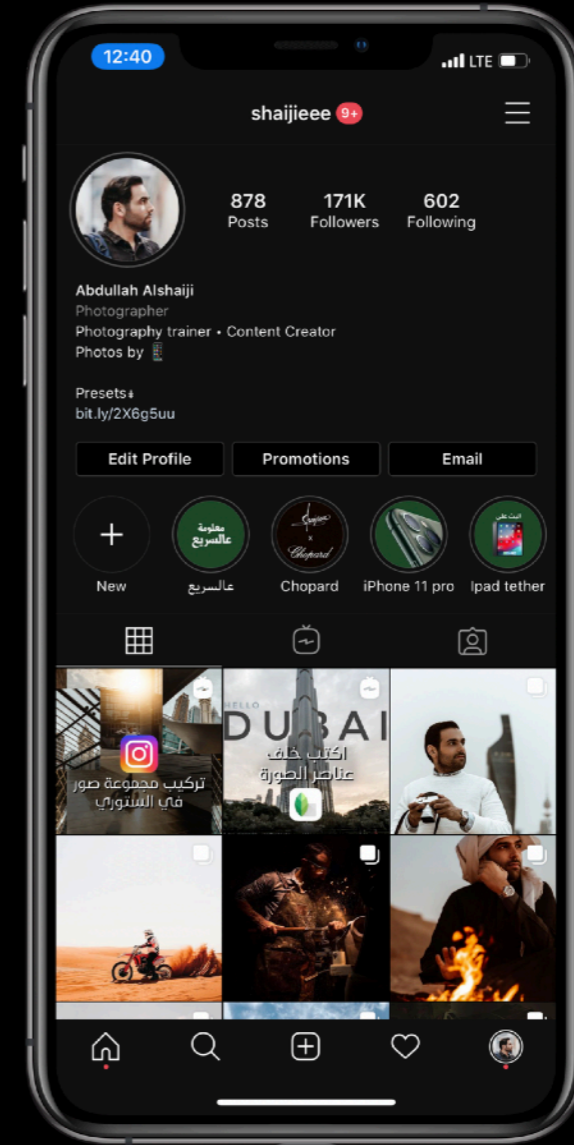 12:40
LTE
shaijieee 9+
878 171K 602
Posts Followers Following
Abdullah Alshaiji
Photographer
Photography trainer • Content Creator
Photos by
Presets
bit.ly/2X6g5uu
Edit Profile Promotions Email
معلومة
عالسريع
x
Chopard
New عالسريع Chopard iPhone 11 pro Ipad tether
HELLO
DUBAI
تركيب مجموعة صور
في الستوري
اكتب خلف
عناصر الصورة